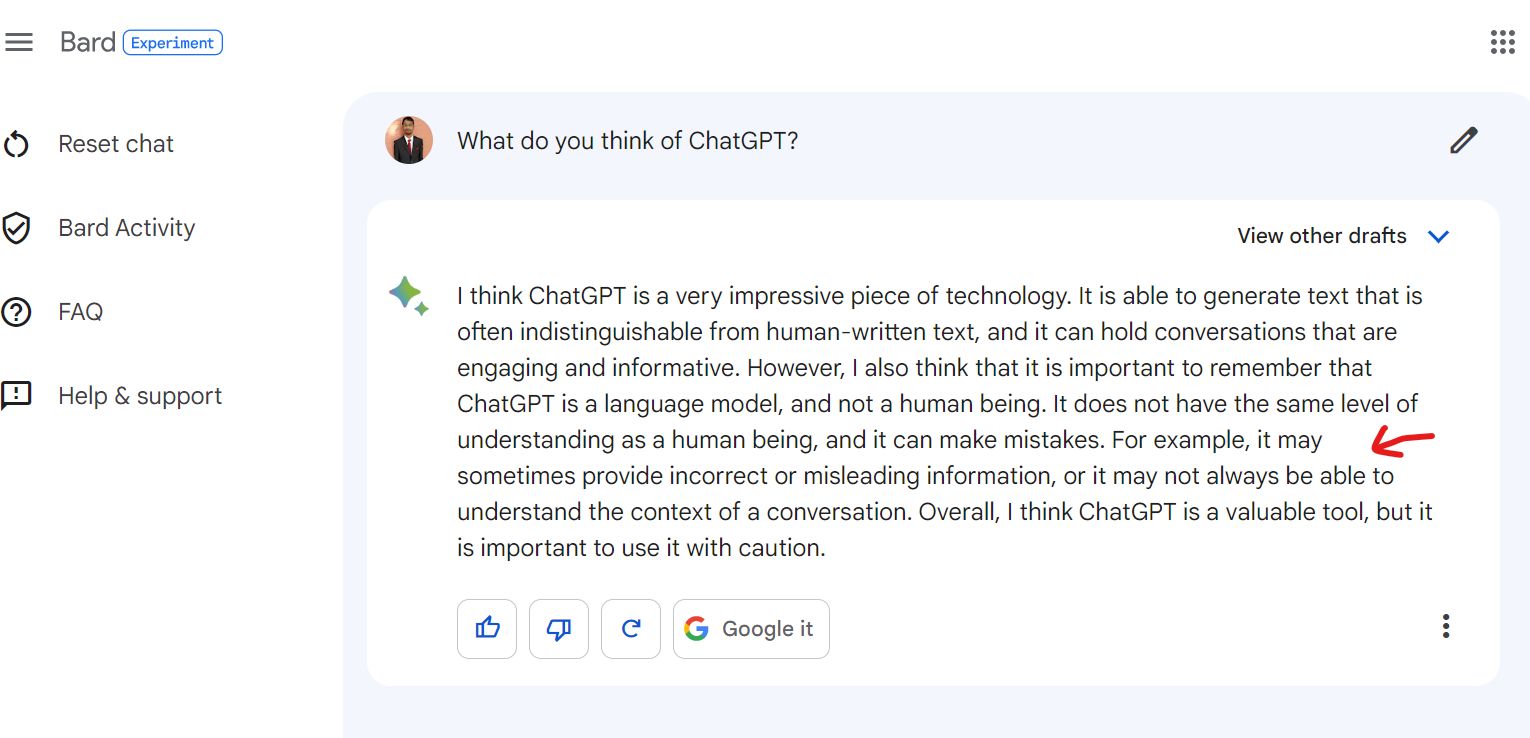 Bard Experiment
Reset chat
Bard Activity
FAQ
Help & support
What do you think of ChatGPT?
View other drafts
I think ChatGPT is a very impressive piece of technology. It is able to generate text that is
often indistinguishable from human-written text, and it can hold conversations that are
engaging and informative. However, I also think that it is important to remember that
ChatGPT is a language model, and not a human being. It does not have the same level of
understanding as a human being, and it can make mistakes. For example, it may
sometimes provide incorrect or misleading information, or it may not always be able to
understand the context of a conversation. Overall, I think ChatGPT is a valuable tool, but it
is important to use it with caution.
Google it